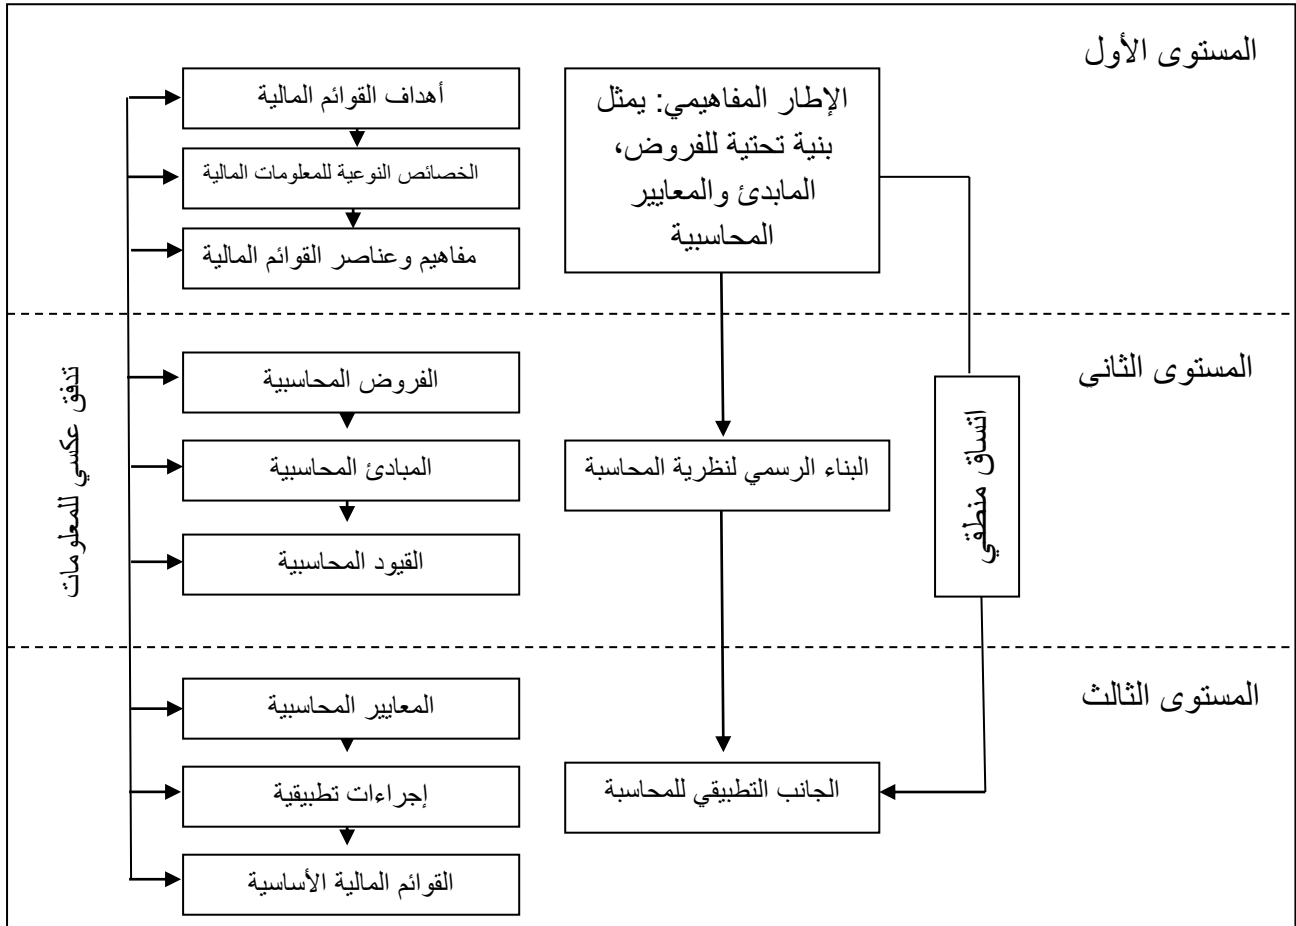 المستوى الأول
الإطار المفاهيمي: يمثل
بنية تحتية للفروض،
المابدئ والمعايير
المحاسبية
أهداف القوائم المالية
الخصائص النوعية للمعلومات المالية
مفاهيم وعناصر القوائم المالية
المستوى الثانى
اتساق منطقي
البناء الرسمي لنظرية المحاسبة
الفروض المحاسبية
المبادئ المحاسبية
القيود المحاسبية
تدفق عكسي للمعلومات
المستوى الثالث
الجانب التطبيقي للمحاسبة
المعايير المحاسبية
إجراءات تطبيقية
القوائم المالية الأساسية